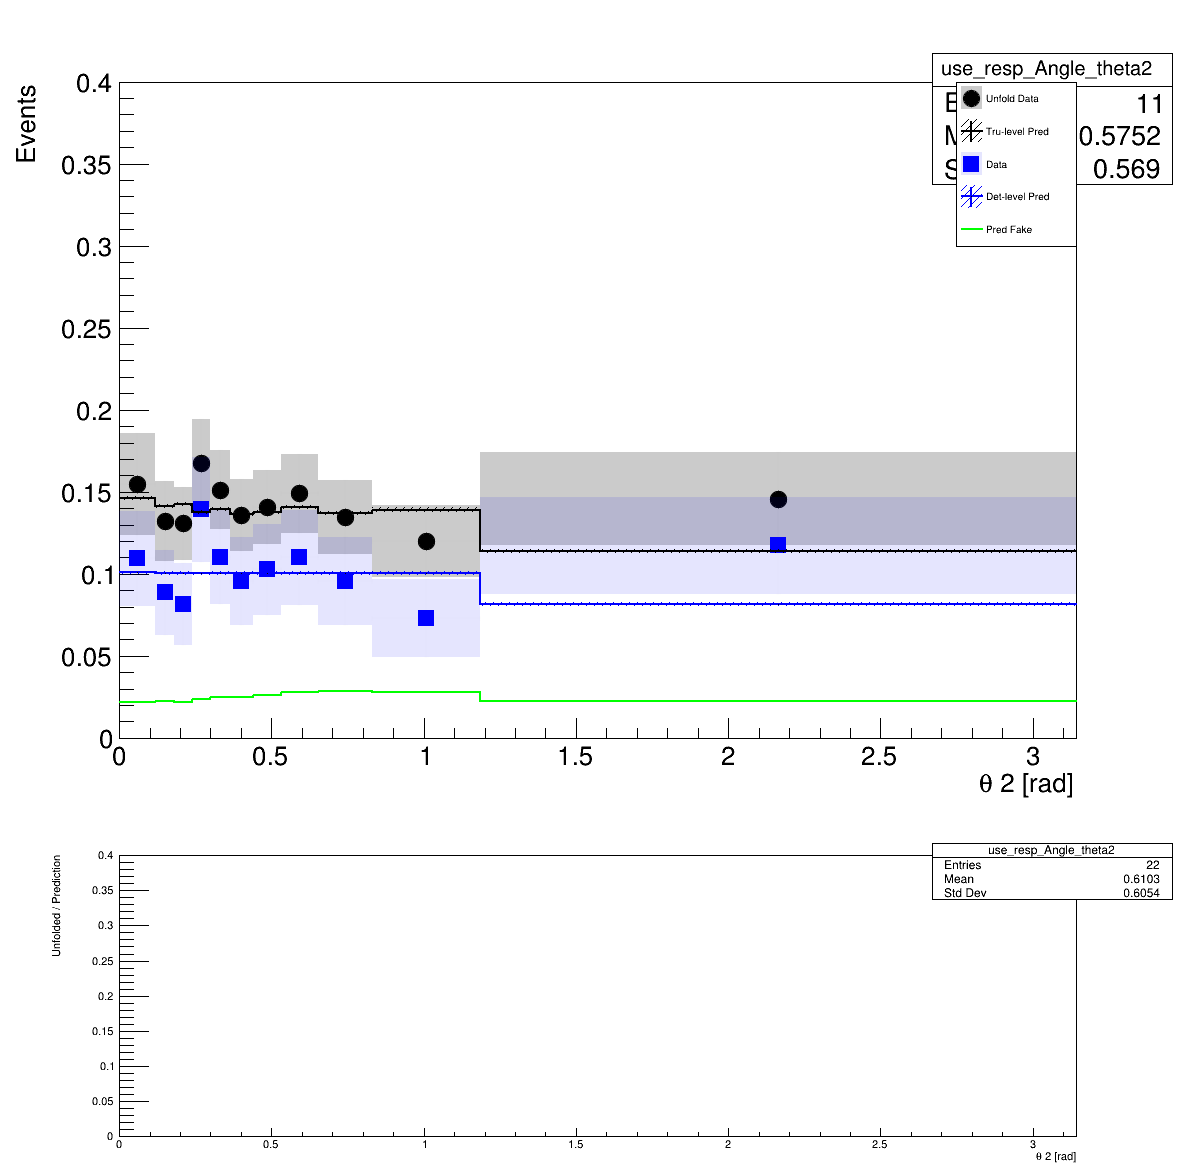 use_resp_Angle_theta2
E 11
M 0.5752
S 0.569
Unfold Data
Tru-level Pred
Data
Det-level Pred
Pred Fake
Events
0.4
0.35
0.3
0.25
0.2
0.15
0.1
0.05
0
0 0.5 1 1.5 2 2.5 3
θ 2 [rad]
use_resp_Angle_theta2
Entries 22
Mean 0.6103
Std Dev 0.6054
Unfolded / Prediction
0.4
0.35
0.3
0.25
0.2
0.15
0.1
0.05
0
0 0.5 1 1.5 2 2.5 3
θ 2 [rad]